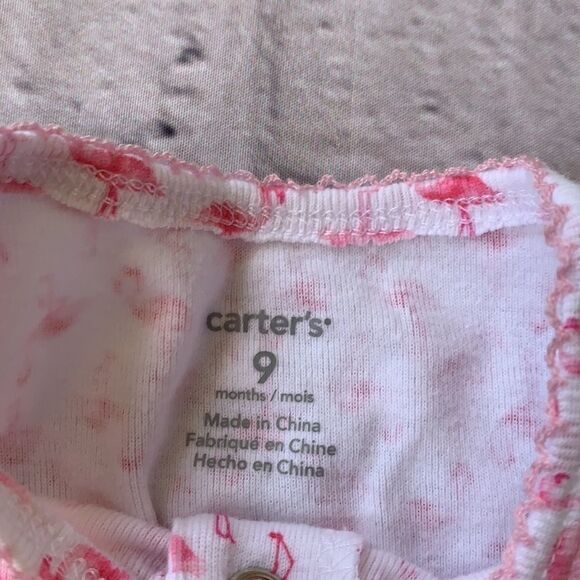 carter's
9
months / mois
Made in China
Fabriqué en Chine
Hecho en China